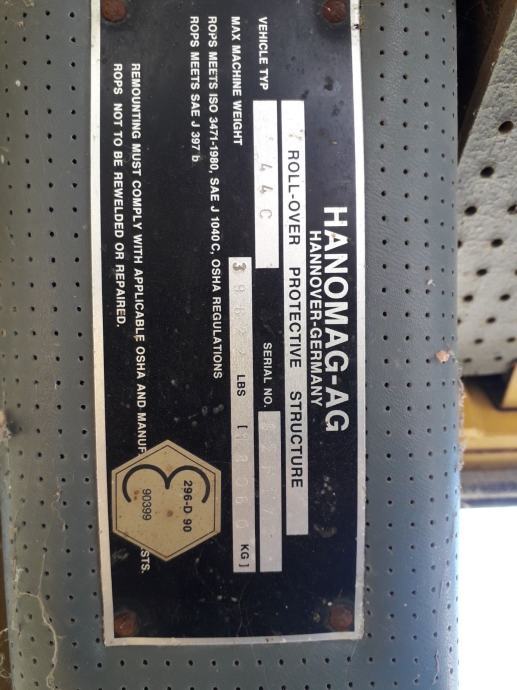 HANOMAG-AG
HANNOVER-GERMANY
ROLL-OVER PROTECTIVE STRUCTURE
VEHICLE TYP 44C SERIAL NO.
MAX MACHINE WEIGHT LBS [ KG ]
ROPS MEETS ISO 3471-1980, SAE J 1040C, OSHA REGULATIONS
ROPS MEETS SAE J 397 b
REMOUNTING MUST COMPLY WITH APPLICABLE OSHA AND MANUF STS.
ROPS NOT TO BE REWELDED OR REPAIRED.
296-D 90
90399